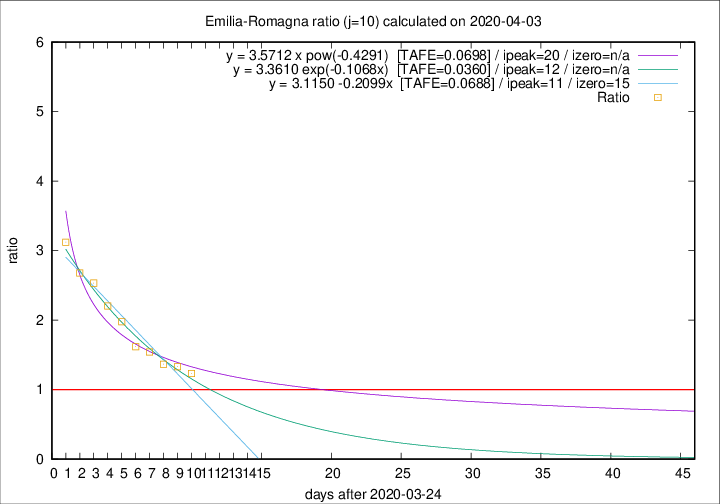 Emilia-Romagna ratio (j=10) calculated on 2020-04-03
y = 3.5712 x pow(-0.4291) [TAFE=0.0698] / ipeak=20 / izero=n/a
y = 3.3610 exp(-0.1068x) [TAFE=0.0360] / ipeak=12 / izero=n/a
y = 3.1150 -0.2099x [TAFE=0.0688] / ipeak=11 / izero=15
Ratio
6
5
4
3
2
1
0
ratio
0 1 2 3 4 5 6 7 8 9 10 11 12 13 14 15 20 25 30 35 40 45
days after 2020-03-24